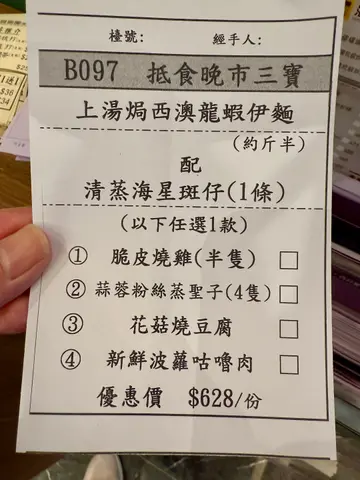 檯號: 經手人:
B097 抵食晚市三寶
上湯焗西澳龍蝦伊麵
(約斤半)
配
清蒸海星斑仔(1條)
(以下任選1款)
① 脆皮燒雞(半隻) □
② 蒜蓉粉絲蒸聖子(4隻) □
③ 花菇燒豆腐 □
④ 新鮮波蘿咕嚕肉 □
優惠價 $628/份